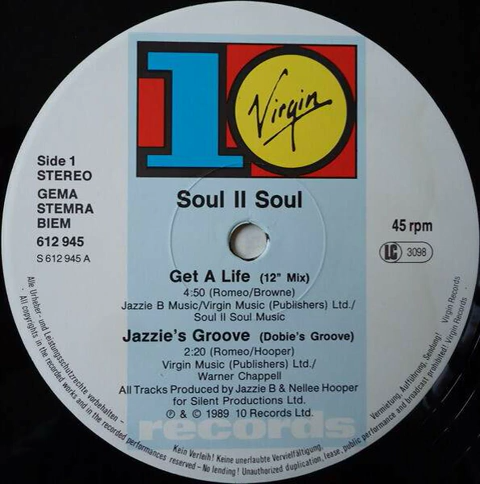 10
Virgin
Side 1
STEREO
GEMA
STEMRA
BIEM
612 945
S 612 945 A
Soul II Soul
45 rpm
LC 3098
Get A Life (12" Mix)
4:50 (Romeo/Browne)
Jazzie B Music/Virgin Music (Publishers) Ltd./
Soul II Soul Music
Jazzie's Groove (Dobie's Groove)
2:20 (Romeo/Hooper)
Virgin Music (Publishers) Ltd./
Warner Chappell
All Tracks Produced by Jazzie B & Nellee Hooper
for Silent Productions Ltd.
℗ & © 1989 10 Records Ltd.
records
Alle Urheber- und Leistungsschutzrechte vorbehalten – Kein Verleih! Keine unerlaubte Vervielfältigung, Vermietung, Aufführung, Sendung! Virgin Records
All copyrights in the recorded works and in the recorded performances reserved – No lending! Unauthorized duplication, lease, public performance and broadcast prohibited! Virgin Records